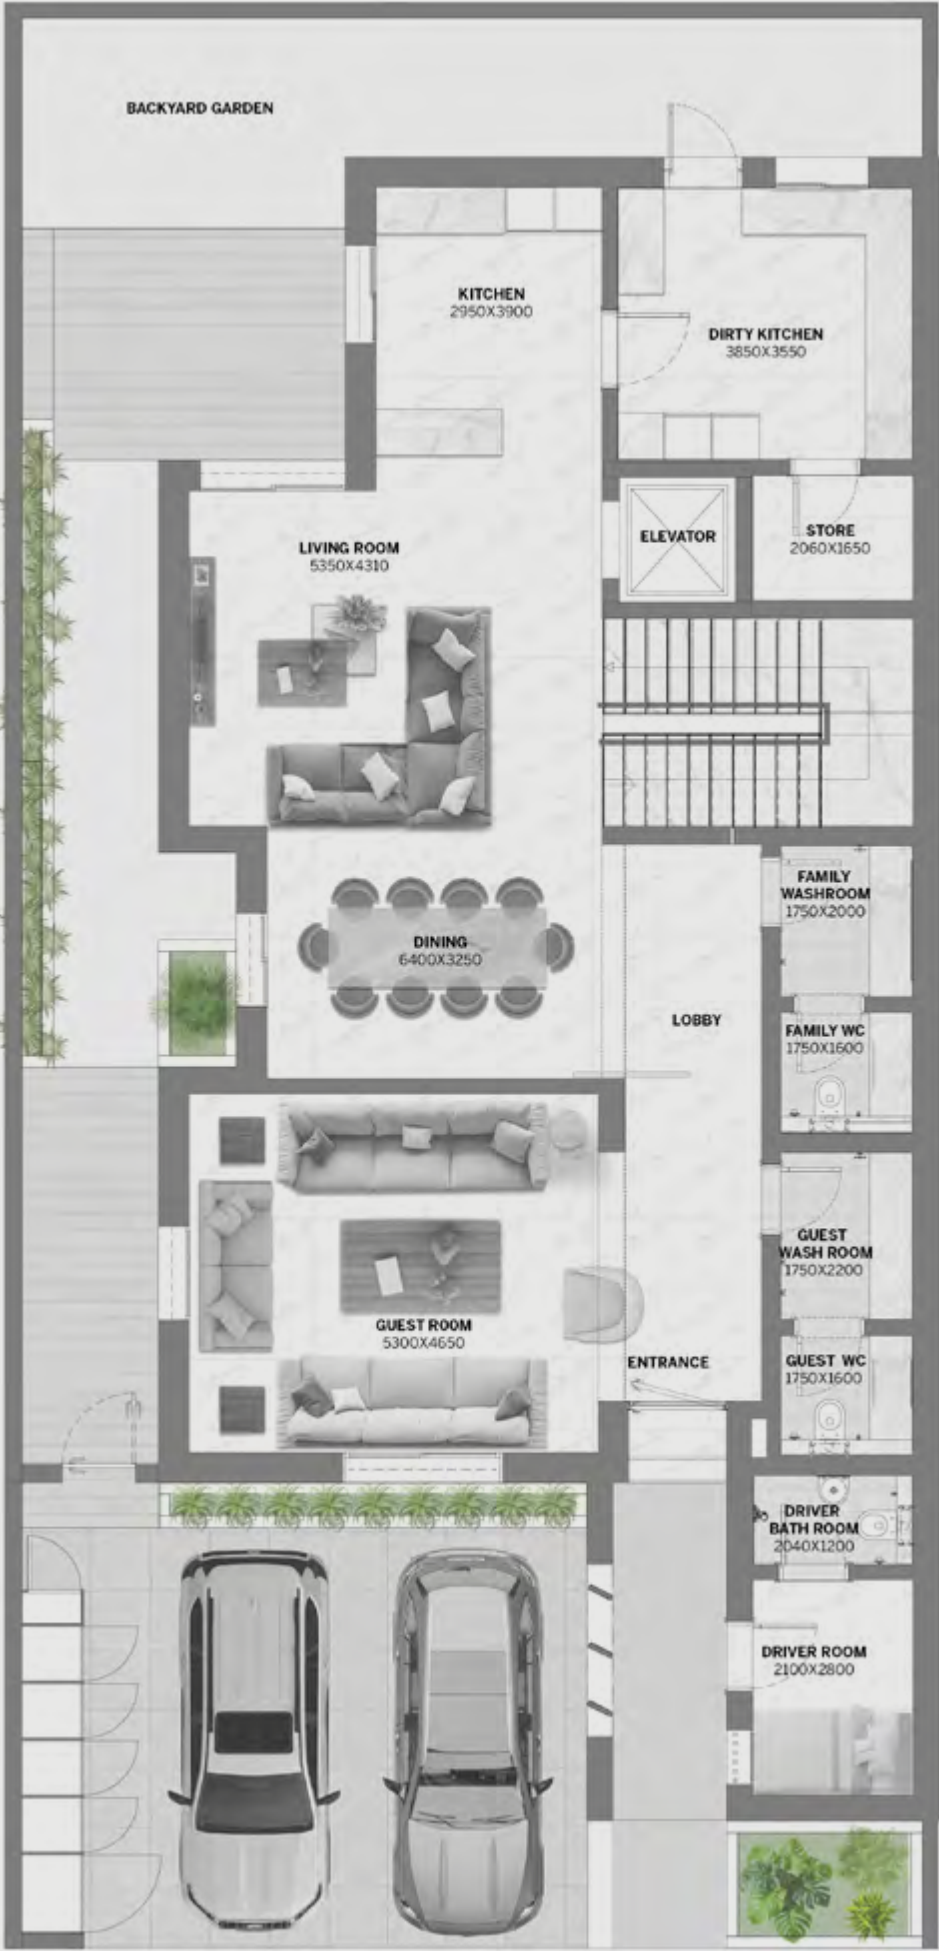 BACKYARD GARDEN
KITCHEN
2950X3900
DIRTY KITCHEN
3850X3550
ELEVATOR
STORE
2060X1650
LIVING ROOM
5350X4310
FAMILY
WASHROOM
1750X2000
DINING
6400X3250
LOBBY
FAMILY WC
1750X1600
GUEST
WASH ROOM
1750X2200
GUEST ROOM
5300X4650
ENTRANCE
GUEST WC
1750X1600
DRIVER
BATH ROOM
2040X1200
DRIVER ROOM
2100X2800